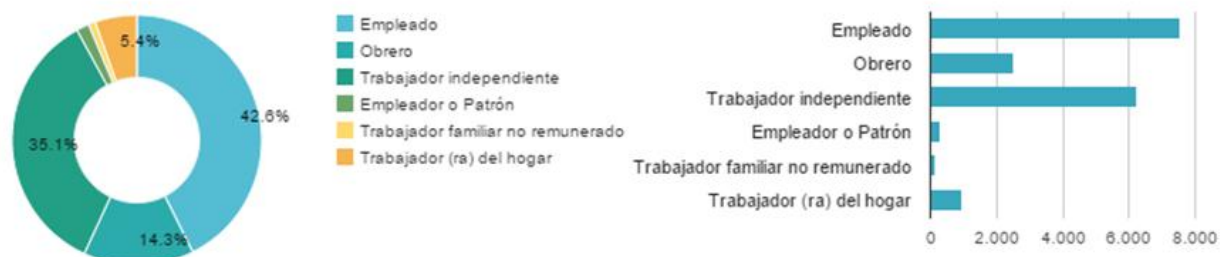 5.4%
42.6%
35.1%
14.3%
Empleado
Obrero
Trabajador independiente
Empleador o Patrón
Trabajador familiar no remunerado
Trabajador (ra) del hogar
Empleado
Obrero
Trabajador independiente
Empleador o Patrón
Trabajador familiar no remunerado
Trabajador (ra) del hogar
0 2.000 4.000 6.000 8.000